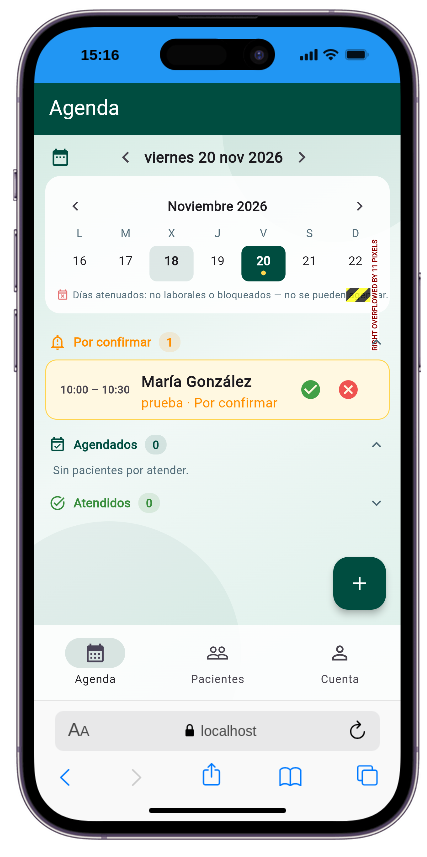 15:16
Agenda
viernes 20 nov 2026
Noviembre 2026
L M X J V S D
16 17 18 19 20 21 22
Días atenuados: no laborales o bloqueados — no se pueden ar.
RIGHT OVERFLOWED BY 11 PIXELS
Por confirmar 1
10:00 – 10:30 María González
prueba · Por confirmar
Agendados 0
Sin pacientes por atender.
Atendidos 0
+
Agenda Pacientes Cuenta
AA localhost